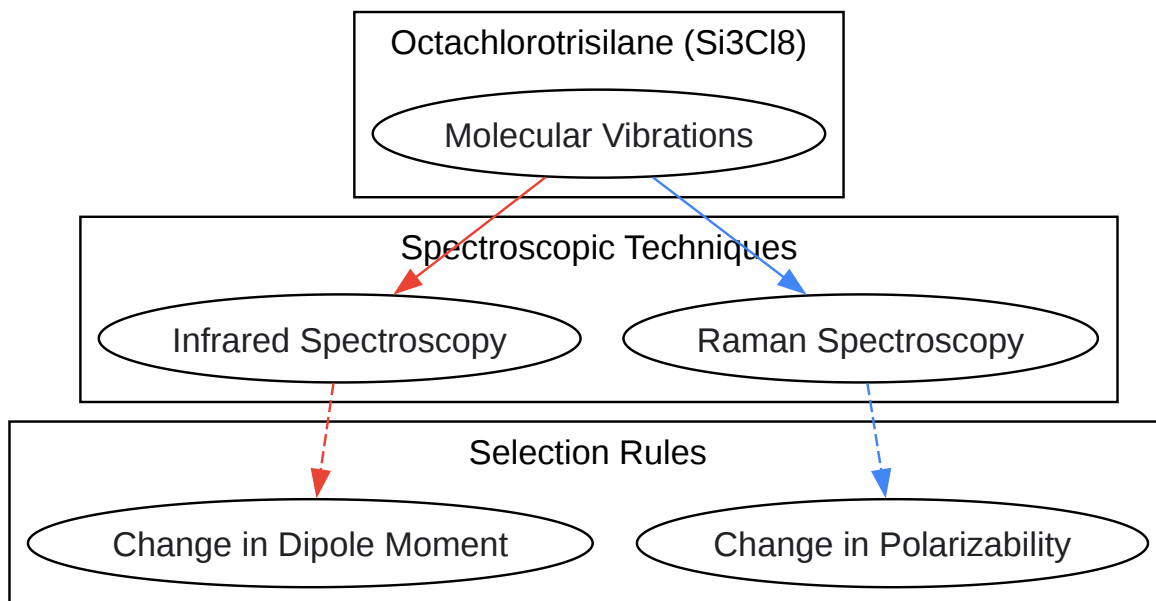 Octachlorotrisilane (Si3Cl8)
Molecular Vibrations
Spectroscopic Techniques
Infrared Spectroscopy
Raman Spectroscopy
Selection Rules
Change in Dipole Moment
Change in Polarizability